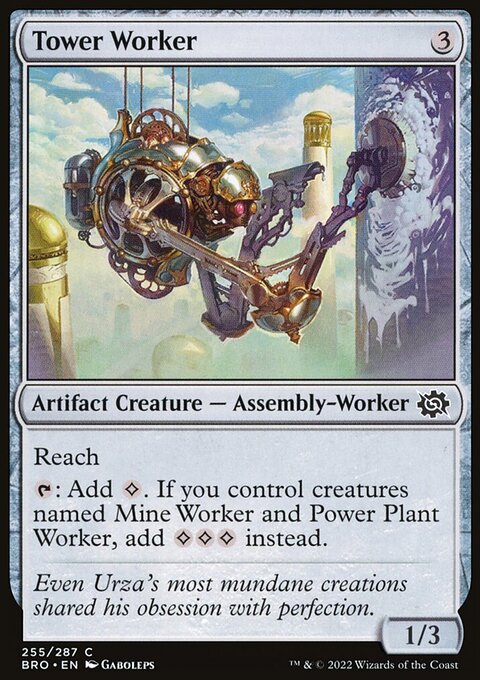 Tower Worker 3
Artifact Creature — Assembly-Worker
Reach
: Add . If you control creatures
named Mine Worker and Power Plant
Worker, add instead.
Even Urza's most mundane creations
shared his obsession with perfection.
1/3
255/287 C
BRO • EN Gaboleps
™ & © 2022 Wizards of the Coast